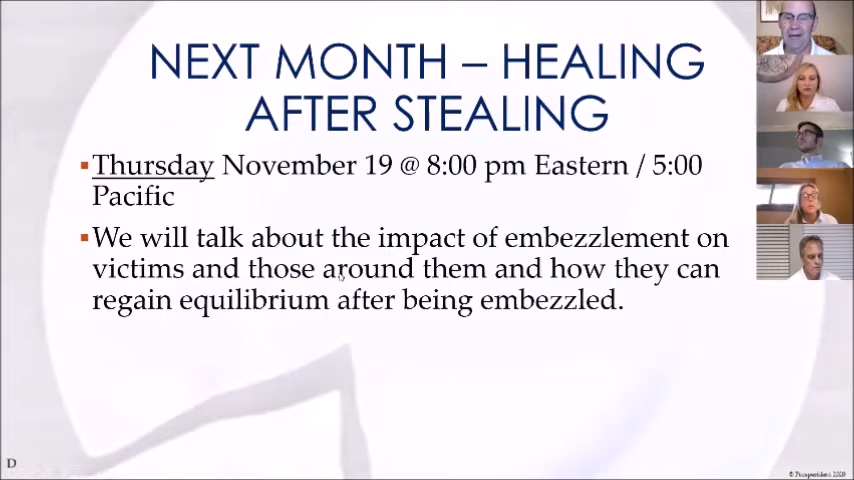 NEXT MONTH – HEALING
AFTER STEALING
▪Thursday November 19 @ 8:00 pm Eastern / 5:00
Pacific
▪We will talk about the impact of embezzlement on
victims and those around them and how they can
regain equilibrium after being embezzled.
D
© Prosperident 2020